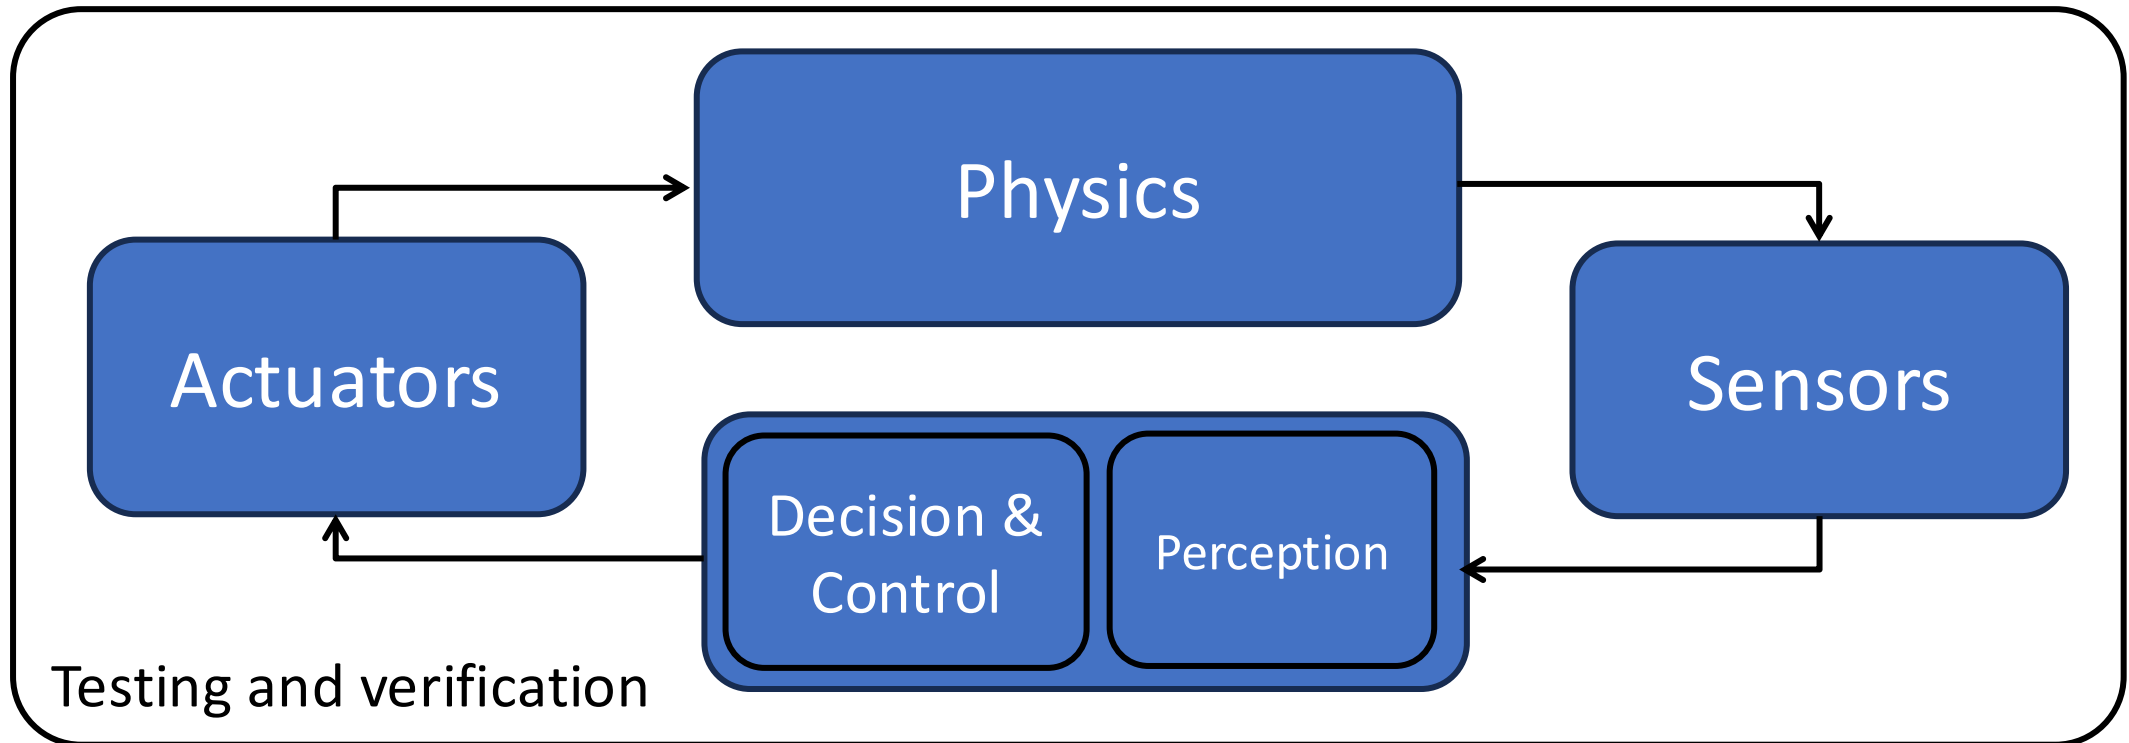 Physics
Actuators
Sensors
Decision &
Control
Perception
Testing and verification